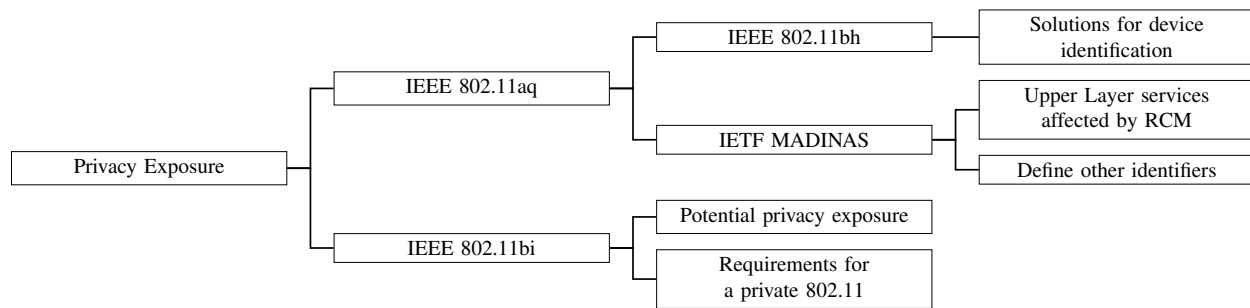 Privacy Exposure
IEEE 802.11aq
IEEE 802.11bh
Solutions for device
identification
IETF MADINAS
Upper Layer services
affected by RCM
Define other identifiers
IEEE 802.11bi
Potential privacy exposure
Requirements for
a private 802.11